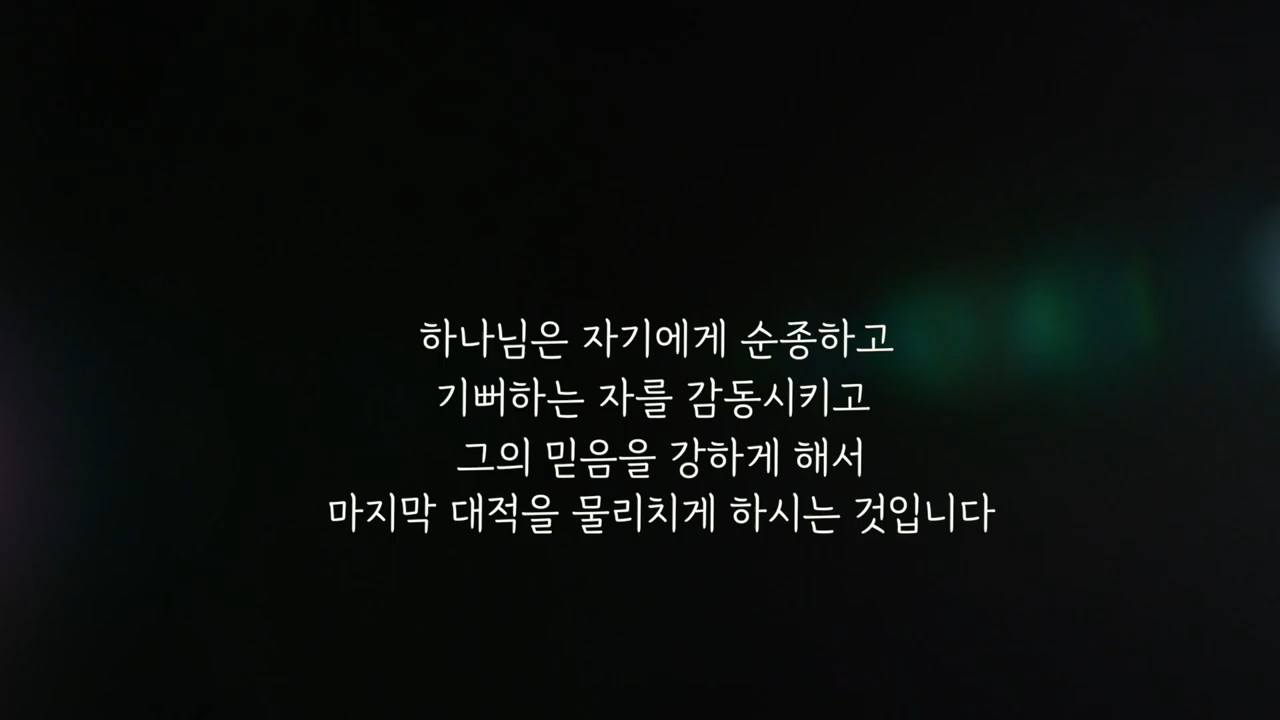 하나님은 자기에게 순종하고
기뻐하는 자를 감동시키고
그의 믿음을 강하게 해서
마지막 대적을 물리치게 하시는 것입니다